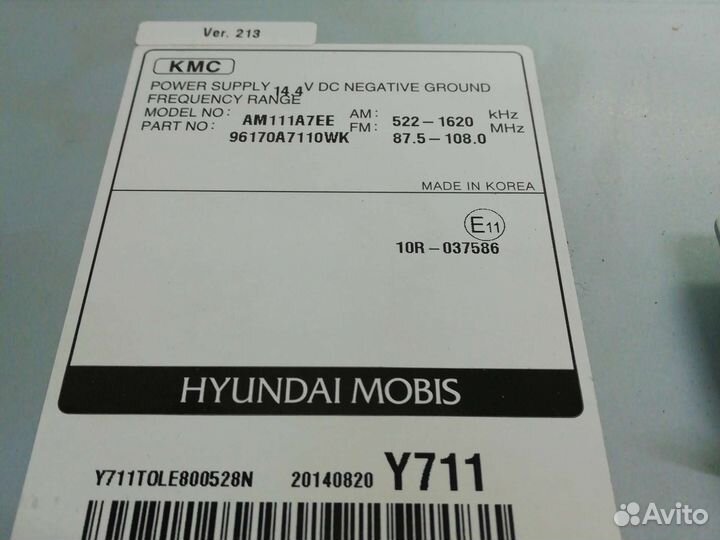 Ver. 213
KMC
POWER SUPPLY 14.4V DC NEGATIVE GROUND
FREQUENCY RANGE
MODEL NO: AM111A7EE AM: 522-1620 kHz
PART NO: 96170A7110WK FM: 87.5-108.0 MHz
MADE IN KOREA
E11
10R-037586
HYUNDAI MOBIS
Y711TOLE800528N 20140820 Y711
Avito